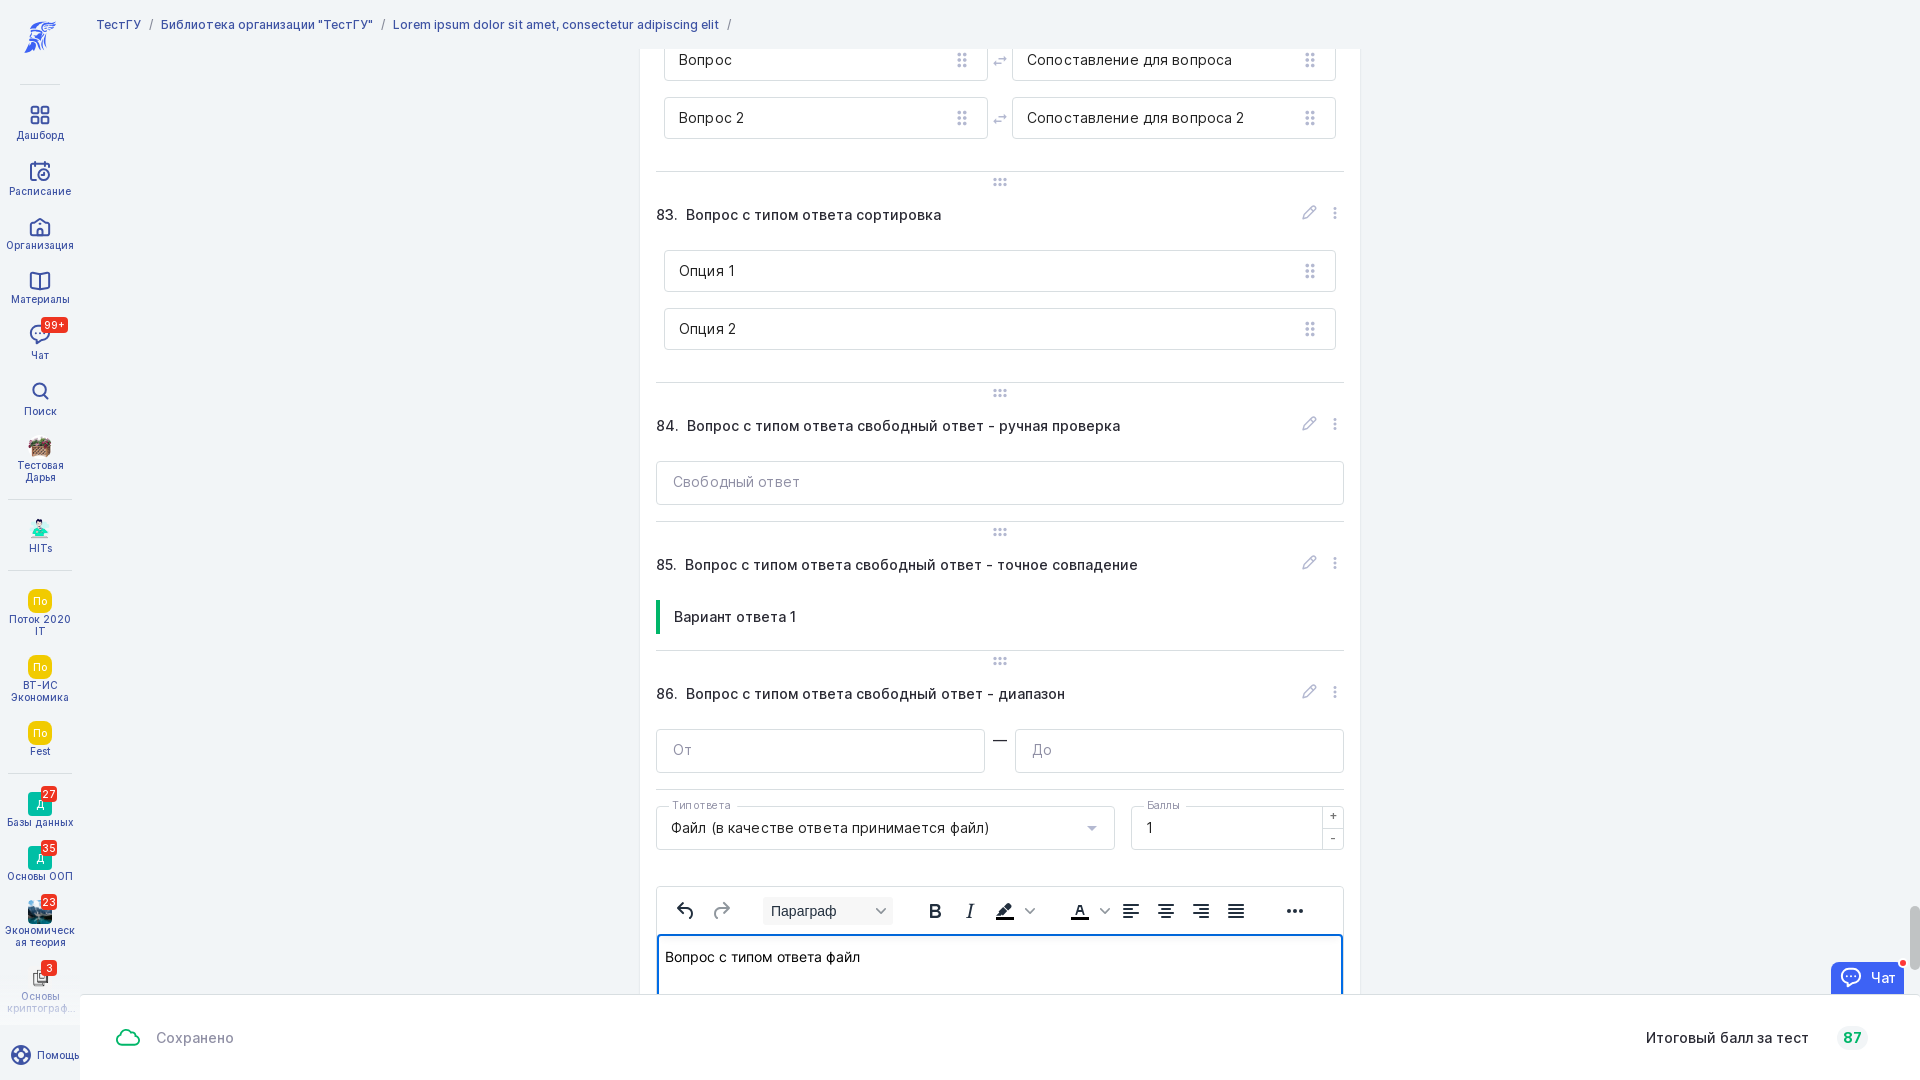 ТестГУ / Библиотека организации "ТестГУ" / Lorem ipsum dolor sit amet, consectetur adipiscing elit /
Дашборд
Расписание
Организация
Материалы
99+
Чат
Поиск
Тестовая
Дарья
HITs
По
Поток 2020
IT
По
ВТ-ИС
Экономика
По
Fest
27
Д
Базы данных
35
Д
Основы ООП
23
Экономическ
ая теория
3
Основы
криптограф...
Помощь
Вопрос
Сопоставление для вопроса
Вопрос 2
Сопоставление для вопроса 2
83. Вопрос с типом ответа сортировка
Опция 1
Опция 2
84. Вопрос с типом ответа свободный ответ - ручная проверка
Свободный ответ
85. Вопрос с типом ответа свободный ответ - точное совпадение
Вариант ответа 1
86. Вопрос с типом ответа свободный ответ - диапазон
От — До
Тип ответа
Файл (в качестве ответа принимается файл)
Баллы
1
+
-
Параграф
B I A
Вопрос с типом ответа файл
Чат
Сохранено
Итоговый балл за тест 87